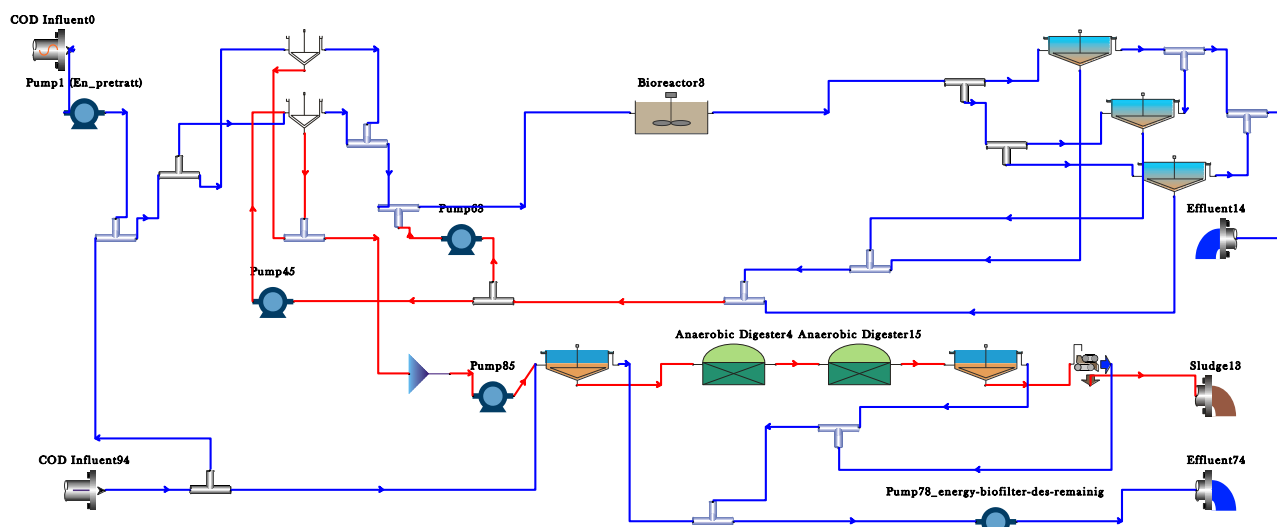 COD Influent0
Pump1 (En_pretratt)
Bioreactor3
Pump63
Effluent14
Pump45
Anaerobic Digester4 Anaerobic Digester15
Pump85
Sludge13
COD Influent94
Pump78_energy-biofilter-des-remainig
Effluent74